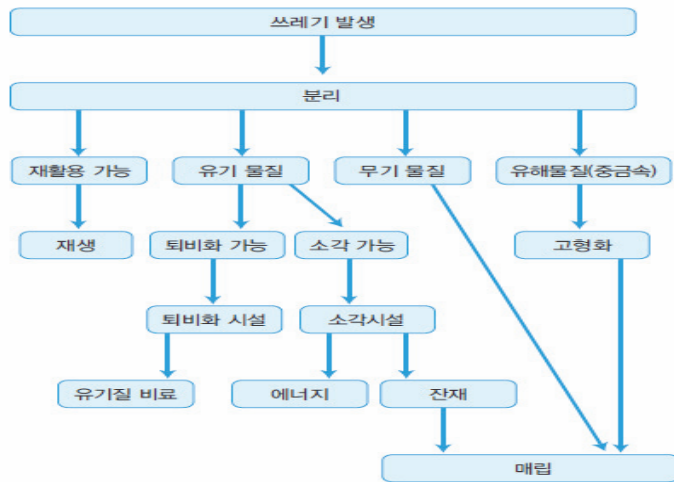 쓰레기 발생
분리
재활용 가능
유기 물질
무기 물질
유해물질(중금속)
재생
퇴비화 가능
소각 가능
고형화
퇴비화 시설
소각시설
유기질 비료
에너지
잔재
매립